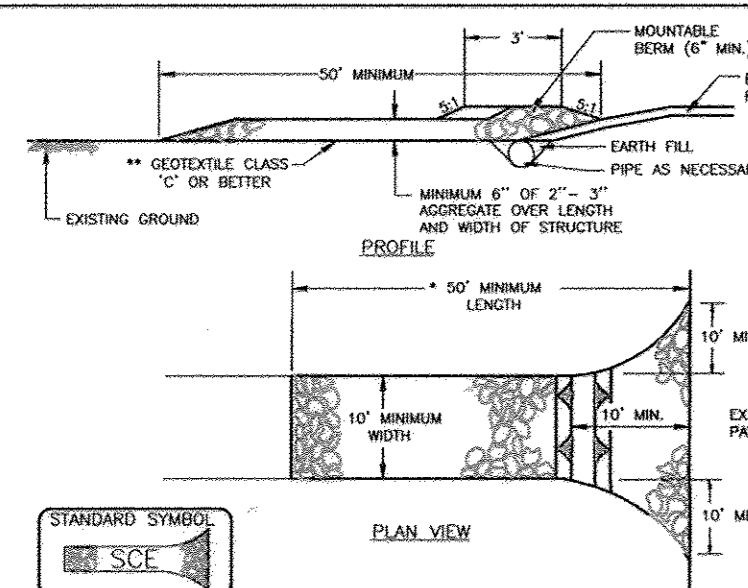 3'
MOUNTABLE
BERM (6" MIN.)
50' MINIMUM
5:1
5:1
** GEOTEXTILE CLASS
'C' OR BETTER
EARTH FILL
PIPE AS NECESSA
EXISTING GROUND
MINIMUM 6" OF 2"- 3"
AGGREGATE OVER LENGTH
AND WIDTH OF STRUCTURE
PROFILE
* 50' MINIMUM
LENGTH
10' MI
10' MINIMUM
WIDTH
10' MIN.
EX
PA
10' MI
STANDARD SYMBOL
SCE
PLAN VIEW